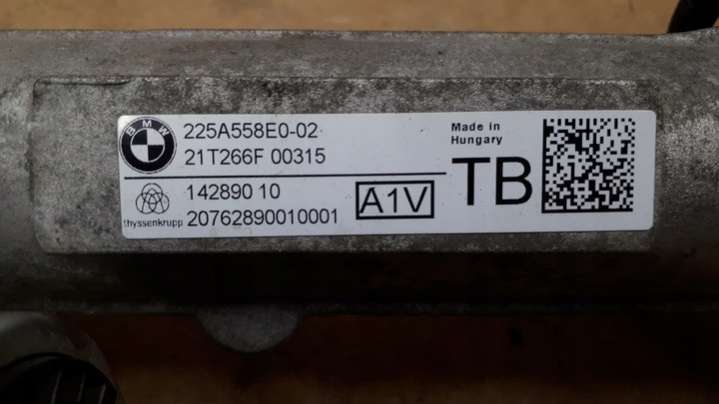 BMW
225A558E0-02
21T266F 00315
Made in
Hungary
TB
thyssenkrupp
142890 10
20762890010001
A1V